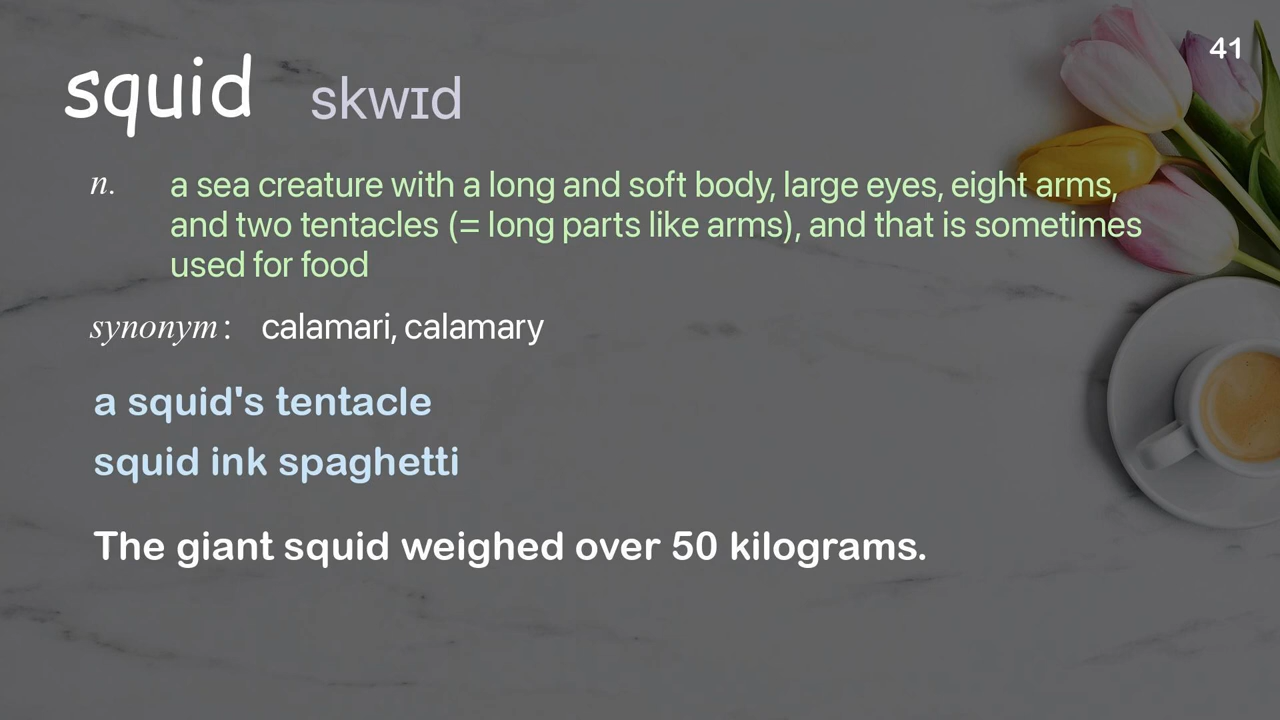 41
squid skwɪd
n. a sea creature with a long and soft body, large eyes, eight arms,
and two tentacles (= long parts like arms), and that is sometimes
used for food
synonym: calamari, calamary
a squid's tentacle
squid ink spaghetti
The giant squid weighed over 50 kilograms.